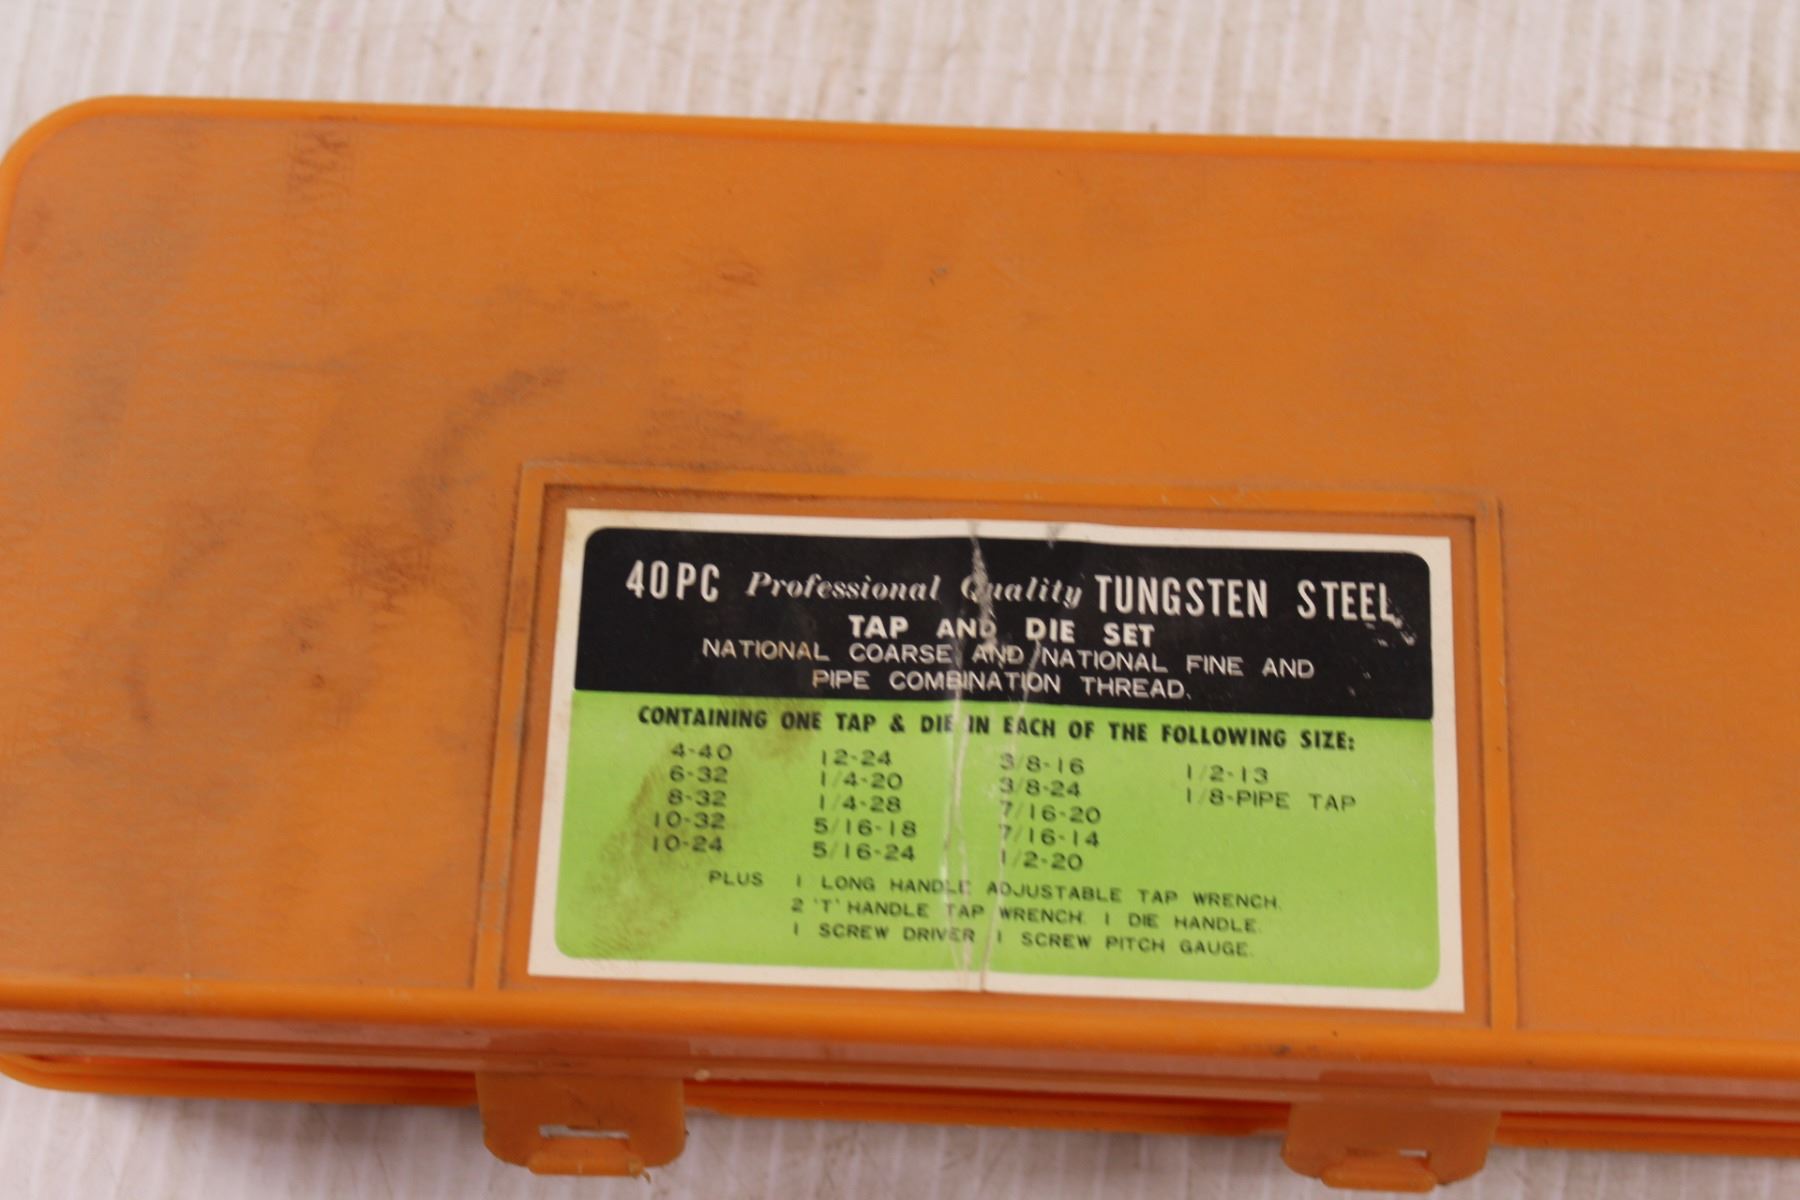 40PC Professional Quality TUNGSTEN STEEL
TAP AND DIE SET
NATIONAL COARSE AND NATIONAL FINE AND
PIPE COMBINATION THREAD.
CONTAINING ONE TAP & DIE IN EACH OF THE FOLLOWING SIZE:
4-40 12-24 3/8-16 1/2-13
6-32 1/4-20 3/8-24 1/8-PIPE TAP
8-32 1/4-28 7/16-20
10-32 5/16-18 7/16-14
10-24 5/16-24 1/2-20
PLUS 1 LONG HANDLE ADJUSTABLE TAP WRENCH.
2 'T' HANDLE TAP WRENCH. 1 DIE HANDLE.
1 SCREW DRIVER 1 SCREW PITCH GAUGE.